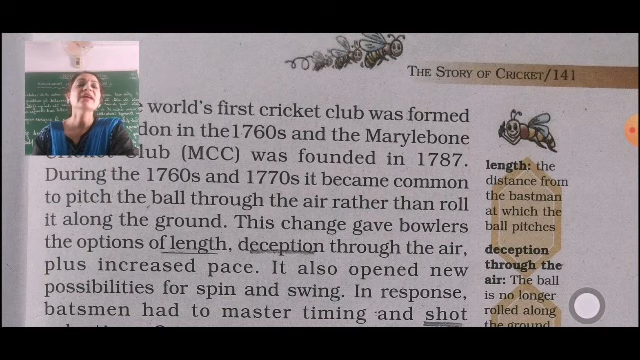 THE STORY OF CRICKET/141
world's first cricket club was formed
don in the 1760s and the Marylebone
Club (MCC) was founded in 1787.
During the 1760s and 1770s it became common
to pitch the ball through the air rather than roll
it along the ground. This change gave bowlers
the options of length, deception through the air,
plus increased pace. It also opened new
possibilities for spin and swing. In response,
batsmen had to master timing and shot
length: the
distance from
the bastman
at which the
ball pitches
deception
through the
air: The ball
is no longer
rolled along
the ground